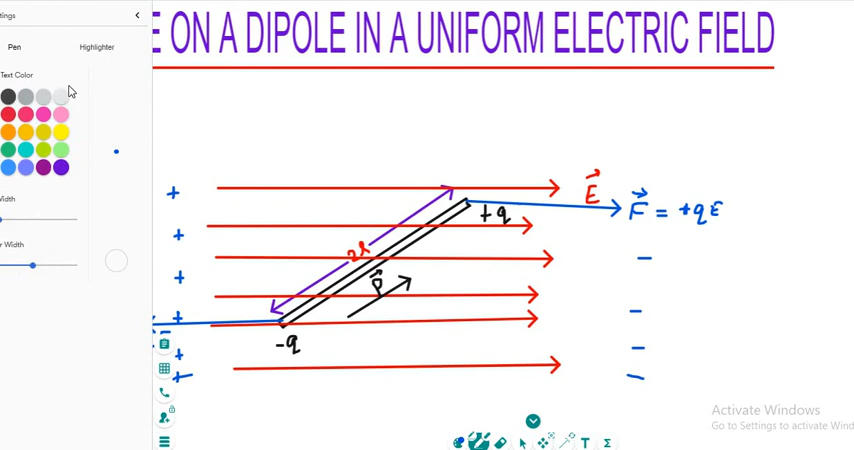 ttings
E ON A DIPOLE IN A UNIFORM ELECTRIC FIELD
Pen Highlighter
Text Color
Width
r Width
E⃗
F⃗ = +qE
+q
2l
P⃗
-q
Activate Windows
Go to Settings to activate Wind